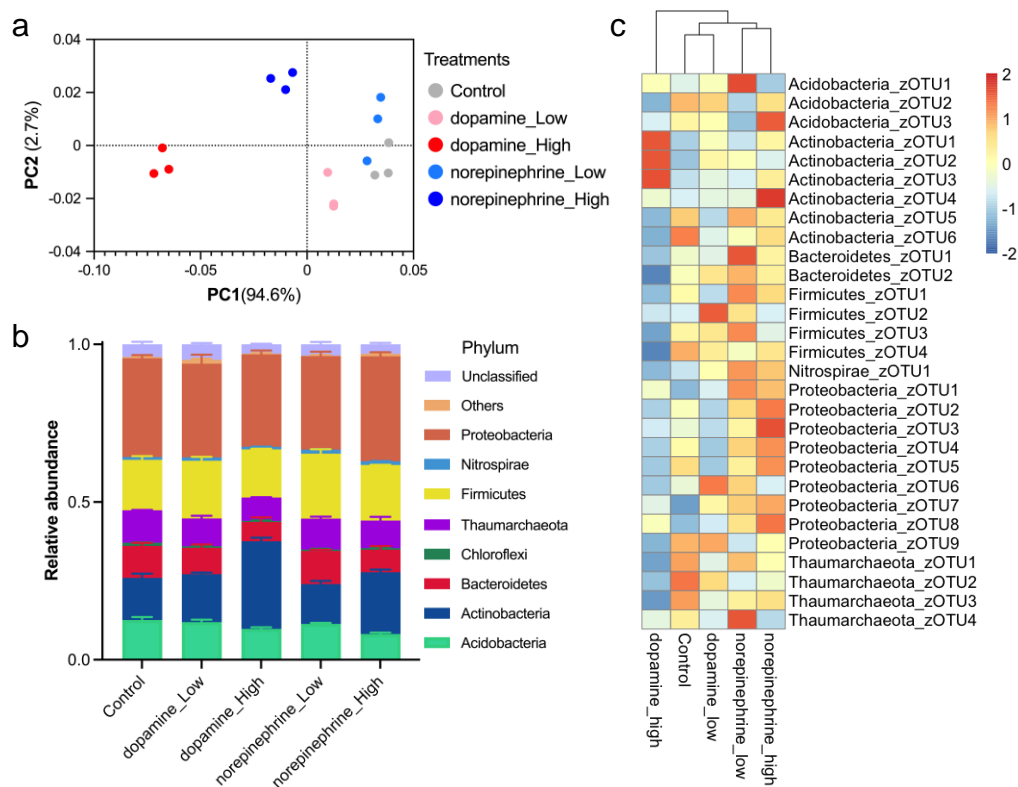 a
0.04
0.02
0
-0.02
-0.04
PC2 (2.7%)
-0.10
-0.05
0
0.05
PC1(94.6%)
Treatments
Control
dopamine_Low
dopamine_High
norepinephrine_Low
norepinephrine_High
b
1.0
0.5
0.0
Relative abundance
Control
dopamine_Low
dopamine_High
norepinephrine_Low
norepinephrine_High
Phylum
Unclassified
Others
Proteobacteria
Nitrospirae
Firmicutes
Thaumarchaeota
Chloroflexi
Bacteroidetes
Actinobacteria
Acidobacteria
c
Acidobacteria_zOTU1
Acidobacteria_zOTU2
Acidobacteria_zOTU3
Actinobacteria_zOTU1
Actinobacteria_zOTU2
Actinobacteria_zOTU3
Actinobacteria_zOTU4
Actinobacteria_zOTU5
Actinobacteria_zOTU6
Bacteroidetes_zOTU1
Bacteroidetes_zOTU2
Firmicutes_zOTU1
Firmicutes_zOTU2
Firmicutes_zOTU3
Firmicutes_zOTU4
Nitrospirae_zOTU1
Proteobacteria_zOTU1
Proteobacteria_zOTU2
Proteobacteria_zOTU3
Proteobacteria_zOTU4
Proteobacteria_zOTU5
Proteobacteria_zOTU6
Proteobacteria_zOTU7
Proteobacteria_zOTU8
Proteobacteria_zOTU9
Thaumarchaeota_zOTU1
Thaumarchaeota_zOTU2
Thaumarchaeota_zOTU3
Thaumarchaeota_zOTU4
dopamine_high
Control
dopamine_low
norepinephrine_low
norepinephrine_high
2
1
0
-1
-2